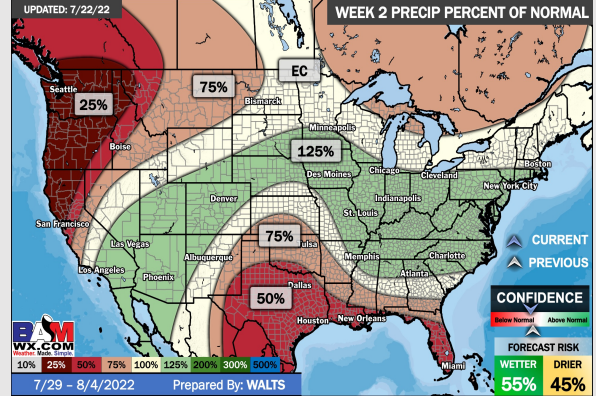 UPDATED: 7/22/22
WEEK 2 PRECIP PERCENT OF NORMAL
EC
Seattle
75%
25%
Bismarck
Minneapolis
Boise
125%
Boston
Chicago
Cleveland
Des Moines
New York City
Denver
Indianapolis
St. Louis
San Francisco
75%
Las Vegas
CURRENT
Albuquerque
ulsa
Memphis
Charlotte
PREVIOUS
Los Angeles
Phoenix
Atlanta
Dallas
50%
CONFIDENCE
Houston
New Orleans
Below Normal
Above Normal
BAM
WX.COM
Weather. Made. Simple.
FORECAST RISK
Miami
WETTER
DRIER
10% 25% 50% 75% 100% 125% 200% 300% 500%
55%
45%
7/29 – 8/4/2022
Prepared By: WALTS